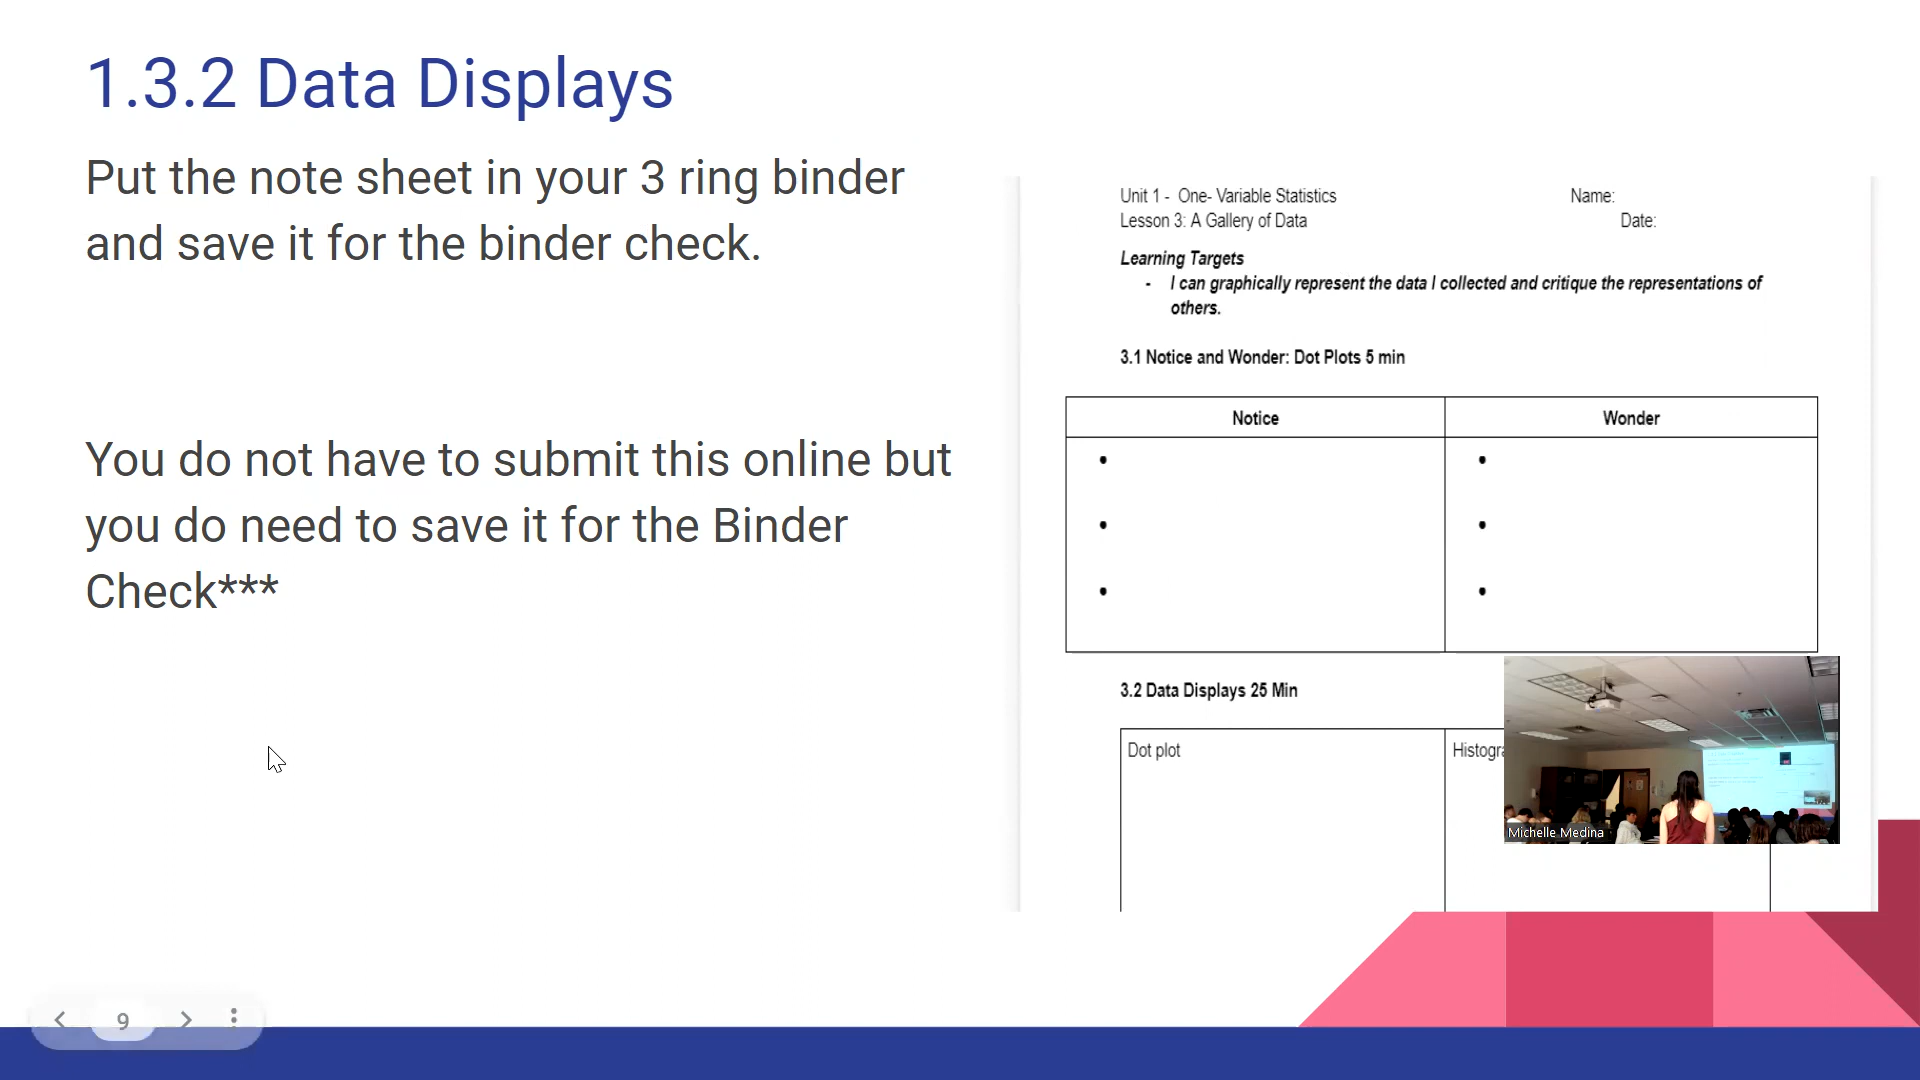 1.3.2 Data Displays
Put the note sheet in your 3 ring binder
and save it for the binder check.
You do not have to submit this online but
you do need to save it for the Binder
Check***
Unit 1 - One- Variable Statistics
Name:
Lesson 3: A Gallery of Data
Date:
Learning Targets
- I can graphically represent the data I collected and critique the representations of
others.
3.1 Notice and Wonder: Dot Plots 5 min
Notice
Wonder
3.2 Data Displays 25 Min
Dot plot
Histogra
Michelle Medina
9